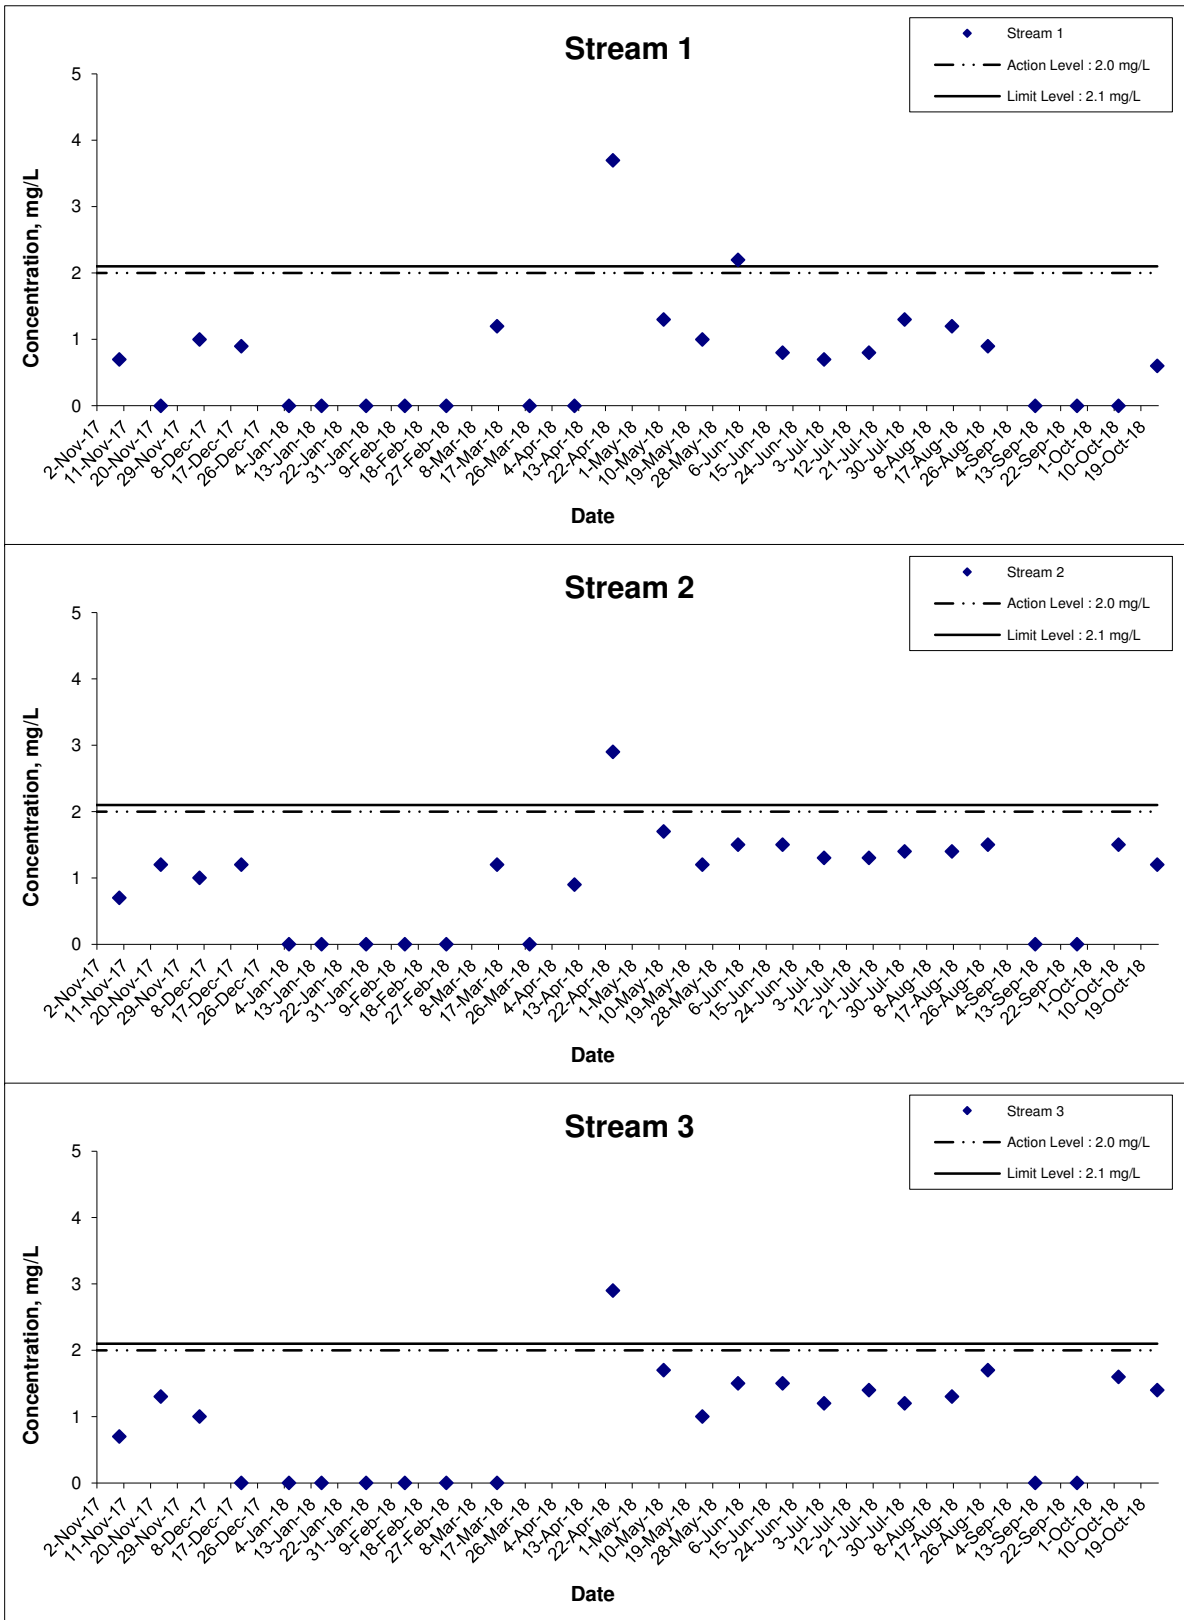 Stream 1
Stream 1
Action Level : 2.0 mg/L
Limit Level : 2.1 mg/L
Concentration, mg/L
5
4
3
2
1
0
2-Nov-17
11-Nov-17
20-Nov-17
29-Nov-17
8-Dec-17
17-Dec-17
26-Dec-17
4-Jan-18
13-Jan-18
22-Jan-18
31-Jan-18
9-Feb-18
18-Feb-18
27-Feb-18
8-Mar-18
17-Mar-18
26-Mar-18
4-Apr-18
13-Apr-18
22-Apr-18
1-May-18
10-May-18
19-May-18
28-May-18
6-Jun-18
15-Jun-18
24-Jun-18
3-Jul-18
12-Jul-18
21-Jul-18
30-Jul-18
8-Aug-18
17-Aug-18
26-Aug-18
4-Sep-18
13-Sep-18
22-Sep-18
1-Oct-18
10-Oct-18
19-Oct-18
Date
Stream 2
Stream 2
Action Level : 2.0 mg/L
Limit Level : 2.1 mg/L
Concentration, mg/L
5
4
3
2
1
0
2-Nov-17
11-Nov-17
20-Nov-17
29-Nov-17
8-Dec-17
17-Dec-17
26-Dec-17
4-Jan-18
13-Jan-18
22-Jan-18
31-Jan-18
9-Feb-18
18-Feb-18
27-Feb-18
8-Mar-18
17-Mar-18
26-Mar-18
4-Apr-18
13-Apr-18
22-Apr-18
1-May-18
10-May-18
19-May-18
28-May-18
6-Jun-18
15-Jun-18
24-Jun-18
3-Jul-18
12-Jul-18
21-Jul-18
30-Jul-18
8-Aug-18
17-Aug-18
26-Aug-18
4-Sep-18
13-Sep-18
22-Sep-18
1-Oct-18
10-Oct-18
19-Oct-18
Date
Stream 3
Stream 3
Action Level : 2.0 mg/L
Limit Level : 2.1 mg/L
Concentration, mg/L
5
4
3
2
1
0
2-Nov-17
11-Nov-17
20-Nov-17
29-Nov-17
8-Dec-17
17-Dec-17
26-Dec-17
4-Jan-18
13-Jan-18
22-Jan-18
31-Jan-18
9-Feb-18
18-Feb-18
27-Feb-18
8-Mar-18
17-Mar-18
26-Mar-18
4-Apr-18
13-Apr-18
22-Apr-18
1-May-18
10-May-18
19-May-18
28-May-18
6-Jun-18
15-Jun-18
24-Jun-18
3-Jul-18
12-Jul-18
21-Jul-18
30-Jul-18
8-Aug-18
17-Aug-18
26-Aug-18
4-Sep-18
13-Sep-18
22-Sep-18
1-Oct-18
10-Oct-18
19-Oct-18
Date